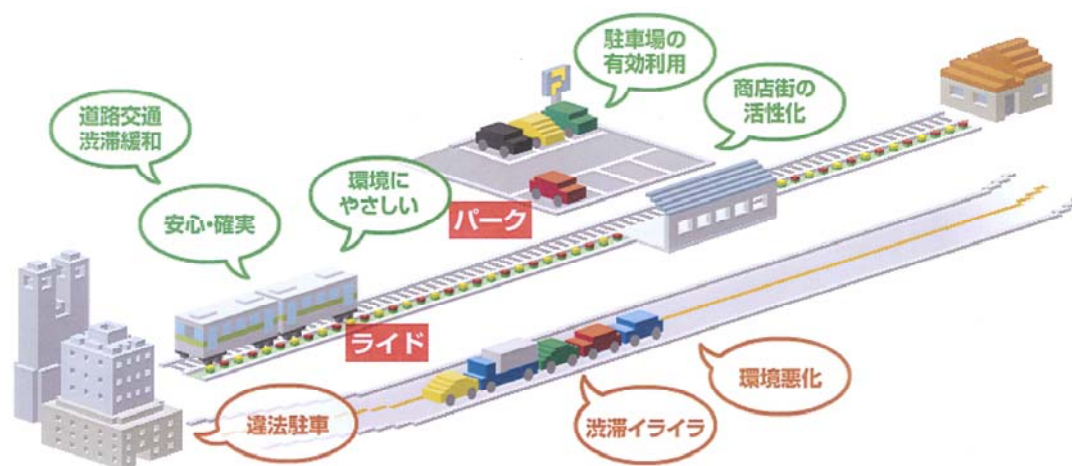 駐車場の
有効利用
商店街の
活性化
道路交通
渋滞緩和
環境に
やさしい
安心・確実
パーク
ライド
環境悪化
渋滞イライラ
違法駐車